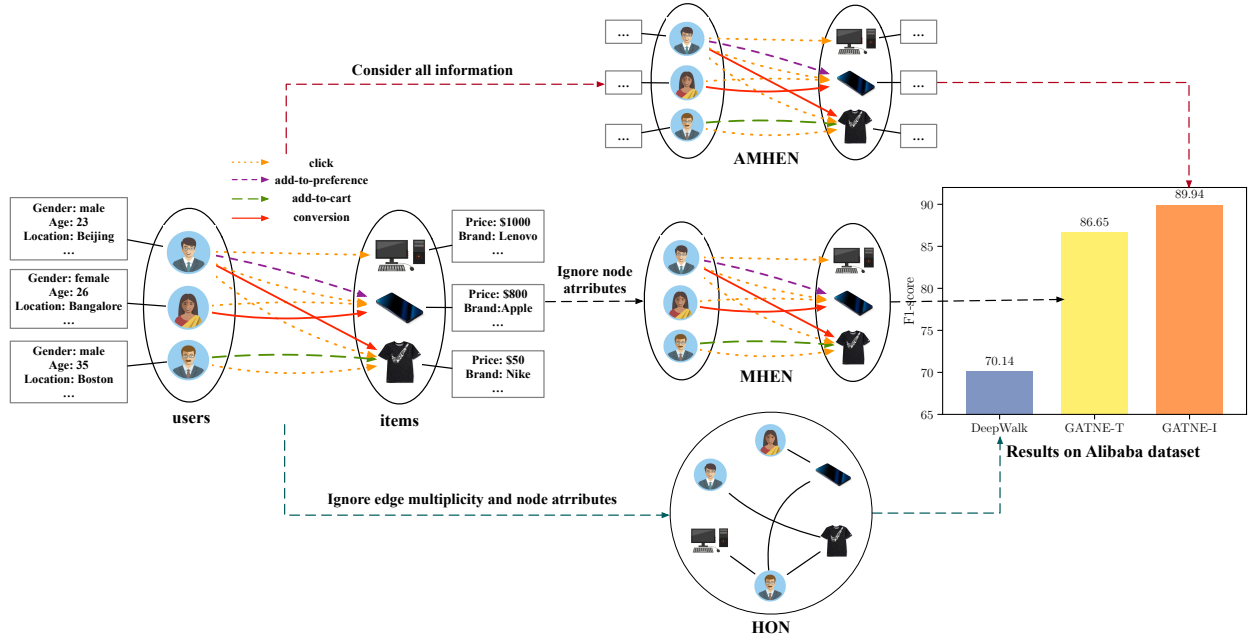 ...
...
...
...
...
...
AMHEN
Consider all information
click
add-to-preference
add-to-cart
conversion
Gender: male
Age: 23
Location: Beijing
...
Gender: female
Age: 26
Location: Bangalore
...
Gender: male
Age: 35
Location: Boston
...
users
items
Price: $1000
Brand: Lenovo
...
Price: $800
Brand:Apple
...
Price: $50
Brand: Nike
...
Ignore node
atrributes
MHEN
Ignore edge multiplicity and node atrributes
HON
F1-score
90
85
80
75
70
65
70.14
86.65
89.94
DeepWalk
GATNE-T
GATNE-I
Results on Alibaba dataset